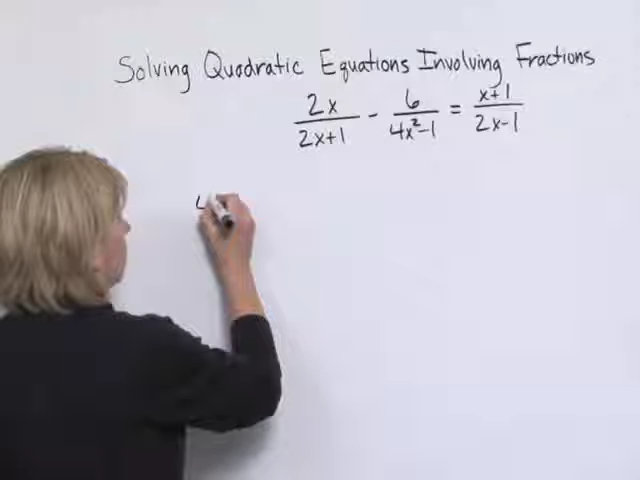 Solving Quadratic Equations Involving Fractions
2x/(2x+1) - 6/(4x²-1) = (x+1)/(2x-1)